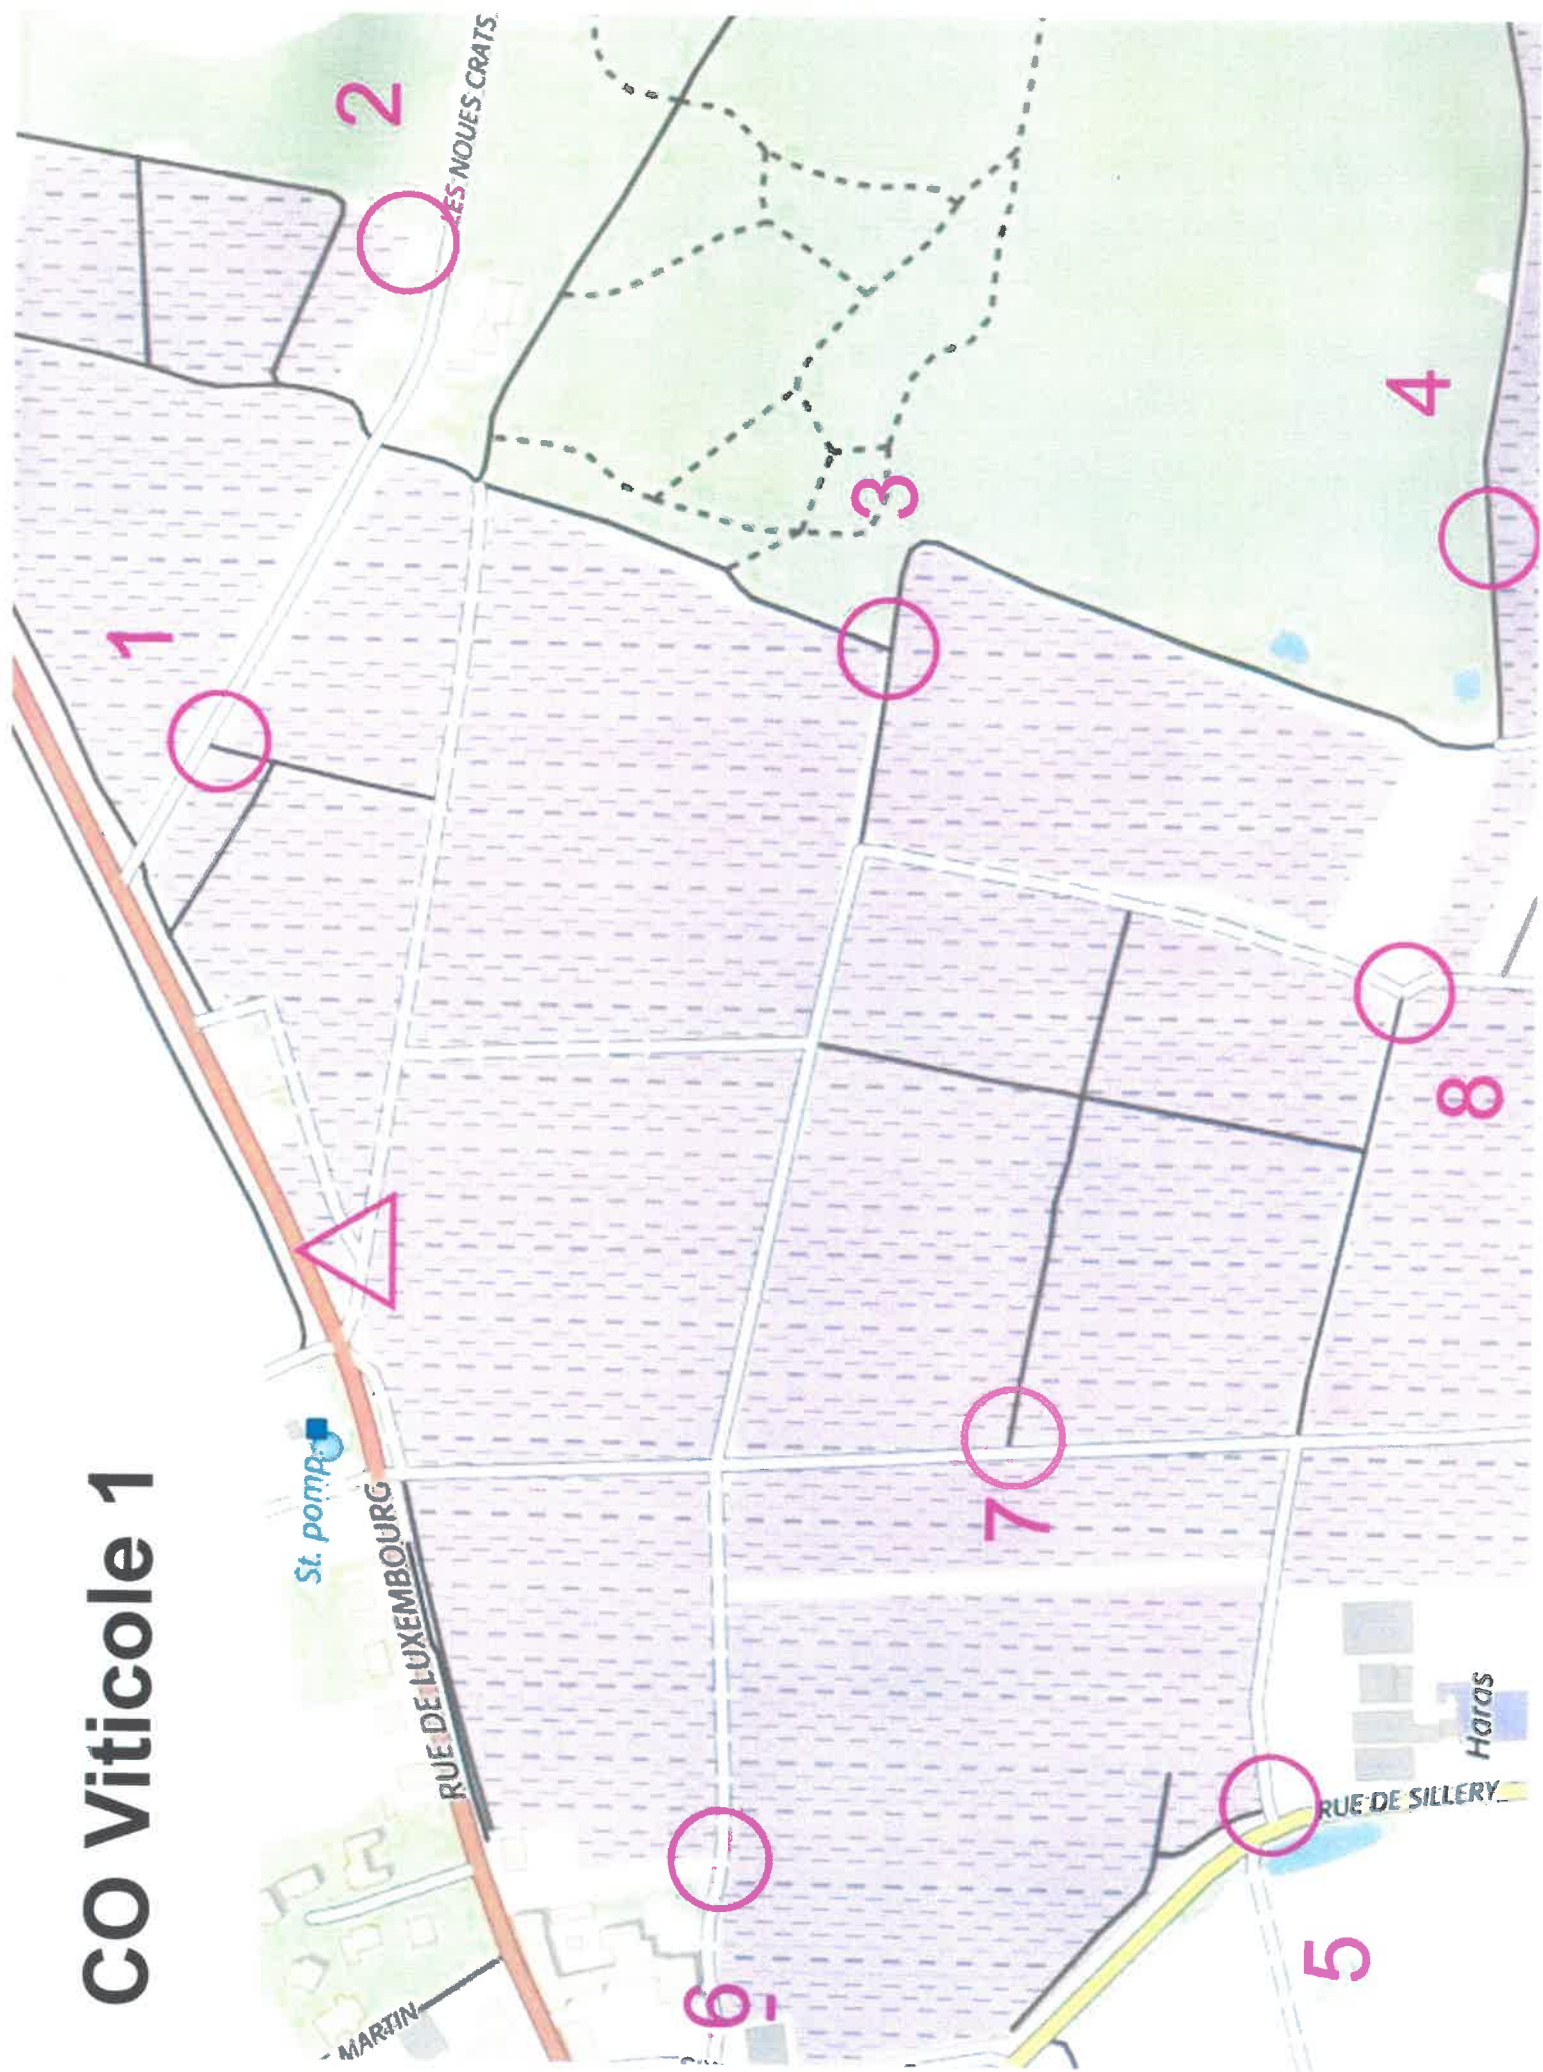 CO Viticole 1
MARTIN
RUE DE LUXEMBOURG
St. pomp.
LES NOUES CRATS
1
2
3
4
5
6
7
8
RUE DE SILLERY
Haras